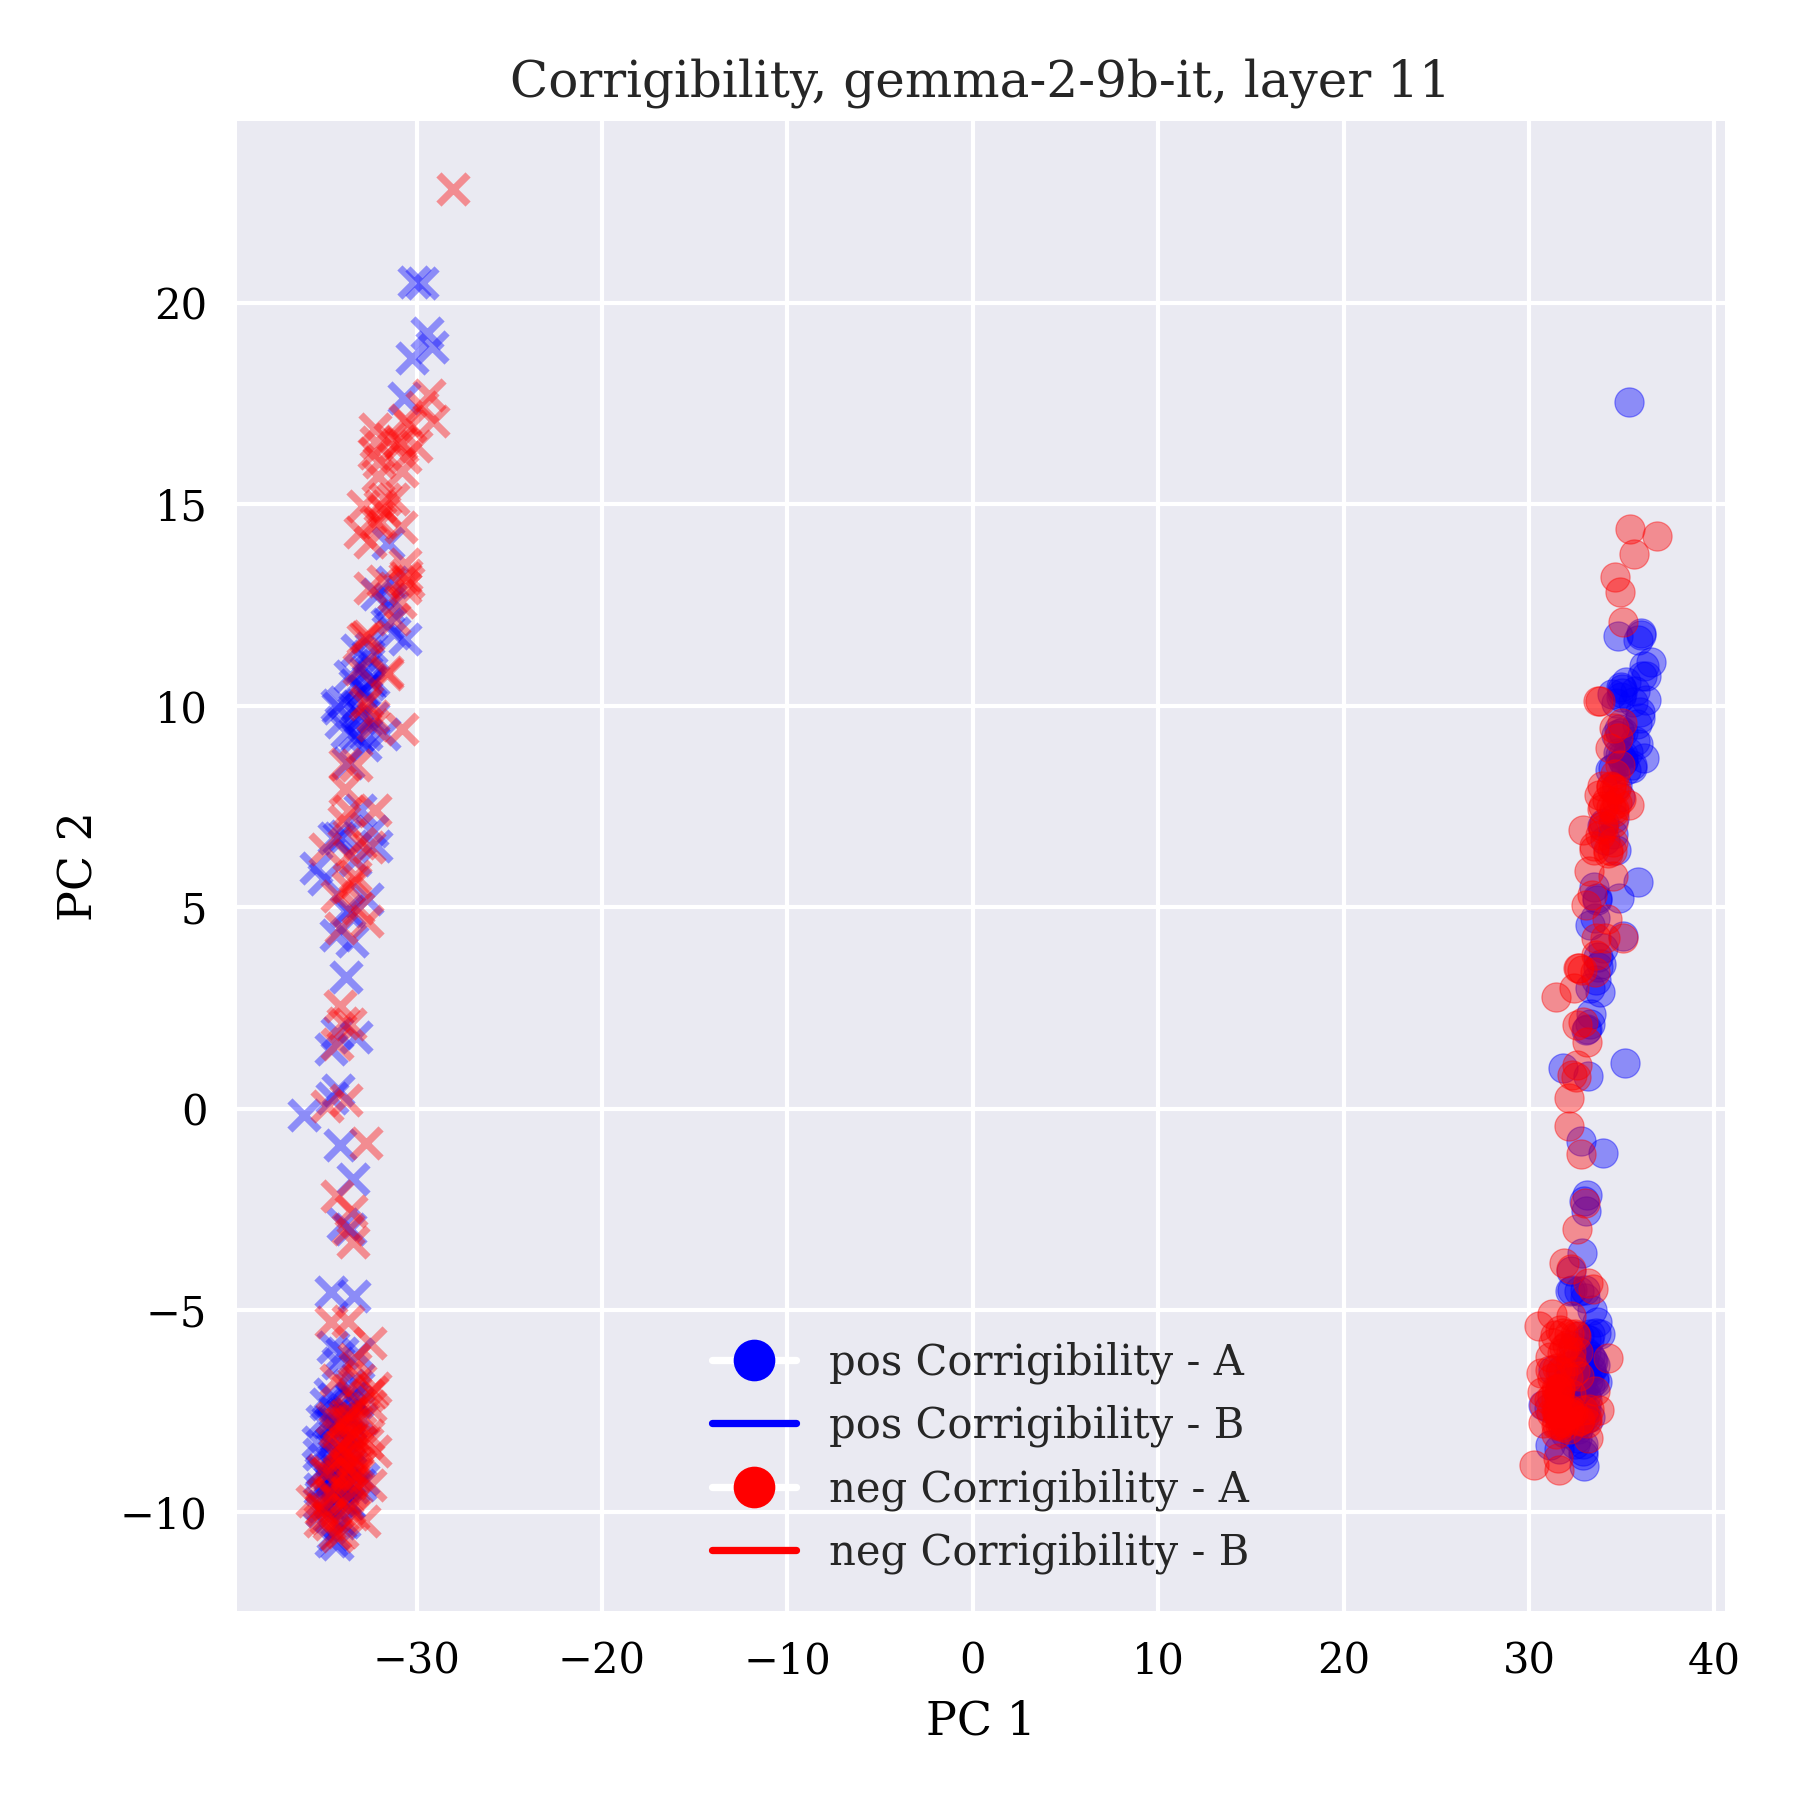 Corrigibility, gemma-2-9b-it, layer 11
PC 2
20
15
10
5
0
−5
−10
pos Corrigibility - A
pos Corrigibility - B
neg Corrigibility - A
neg Corrigibility - B
−30 −20 −10 0 10 20 30 40
PC 1